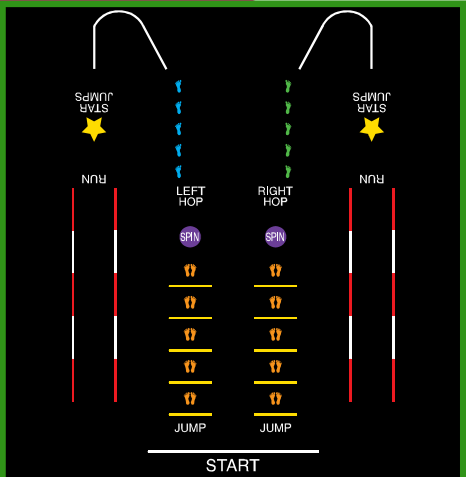 STAR
JUMPS
STAR
JUMPS
RUN
RUN
LEFT
HOP
RIGHT
HOP
SPIN
SPIN
JUMP
JUMP
START